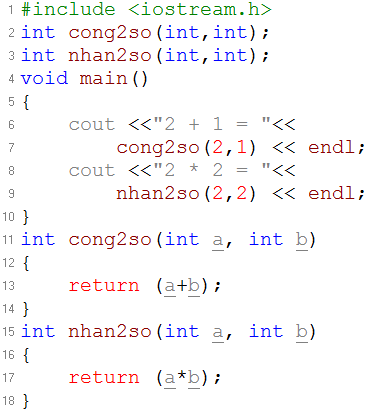 1 #include <iostream.h>
2 int cong2so(int,int);
3 int nhan2so(int,int);
4 void main()
5 {
6     cout <<"2 + 1 = "<<
7         cong2so(2,1) << endl;
8     cout <<"2 * 2 = "<<
9         nhan2so(2,2) << endl;
10 }
11 int cong2so(int a, int b)
12 {
13     return (a+b);
14 }
15 int nhan2so(int a, int b)
16 {
17     return (a*b);
18 }